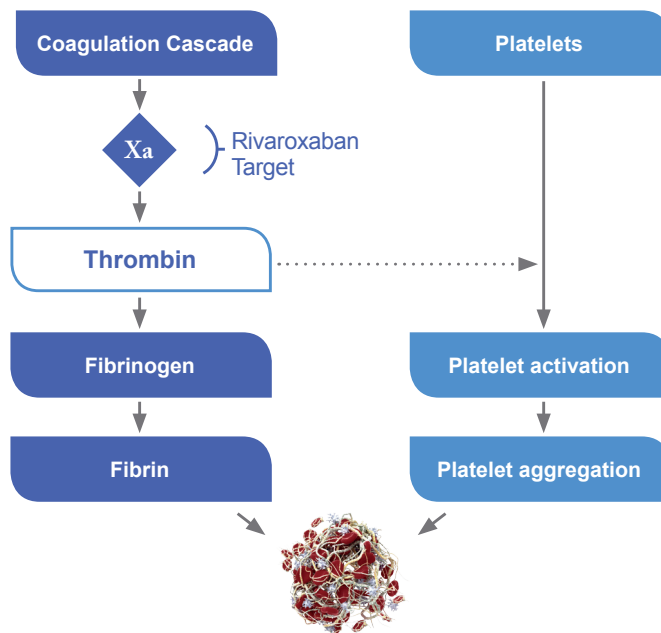 Coagulation Cascade
Platelets
Xa
Rivaroxaban
Target
Thrombin
Fibrinogen
Platelet activation
Fibrin
Platelet aggregation